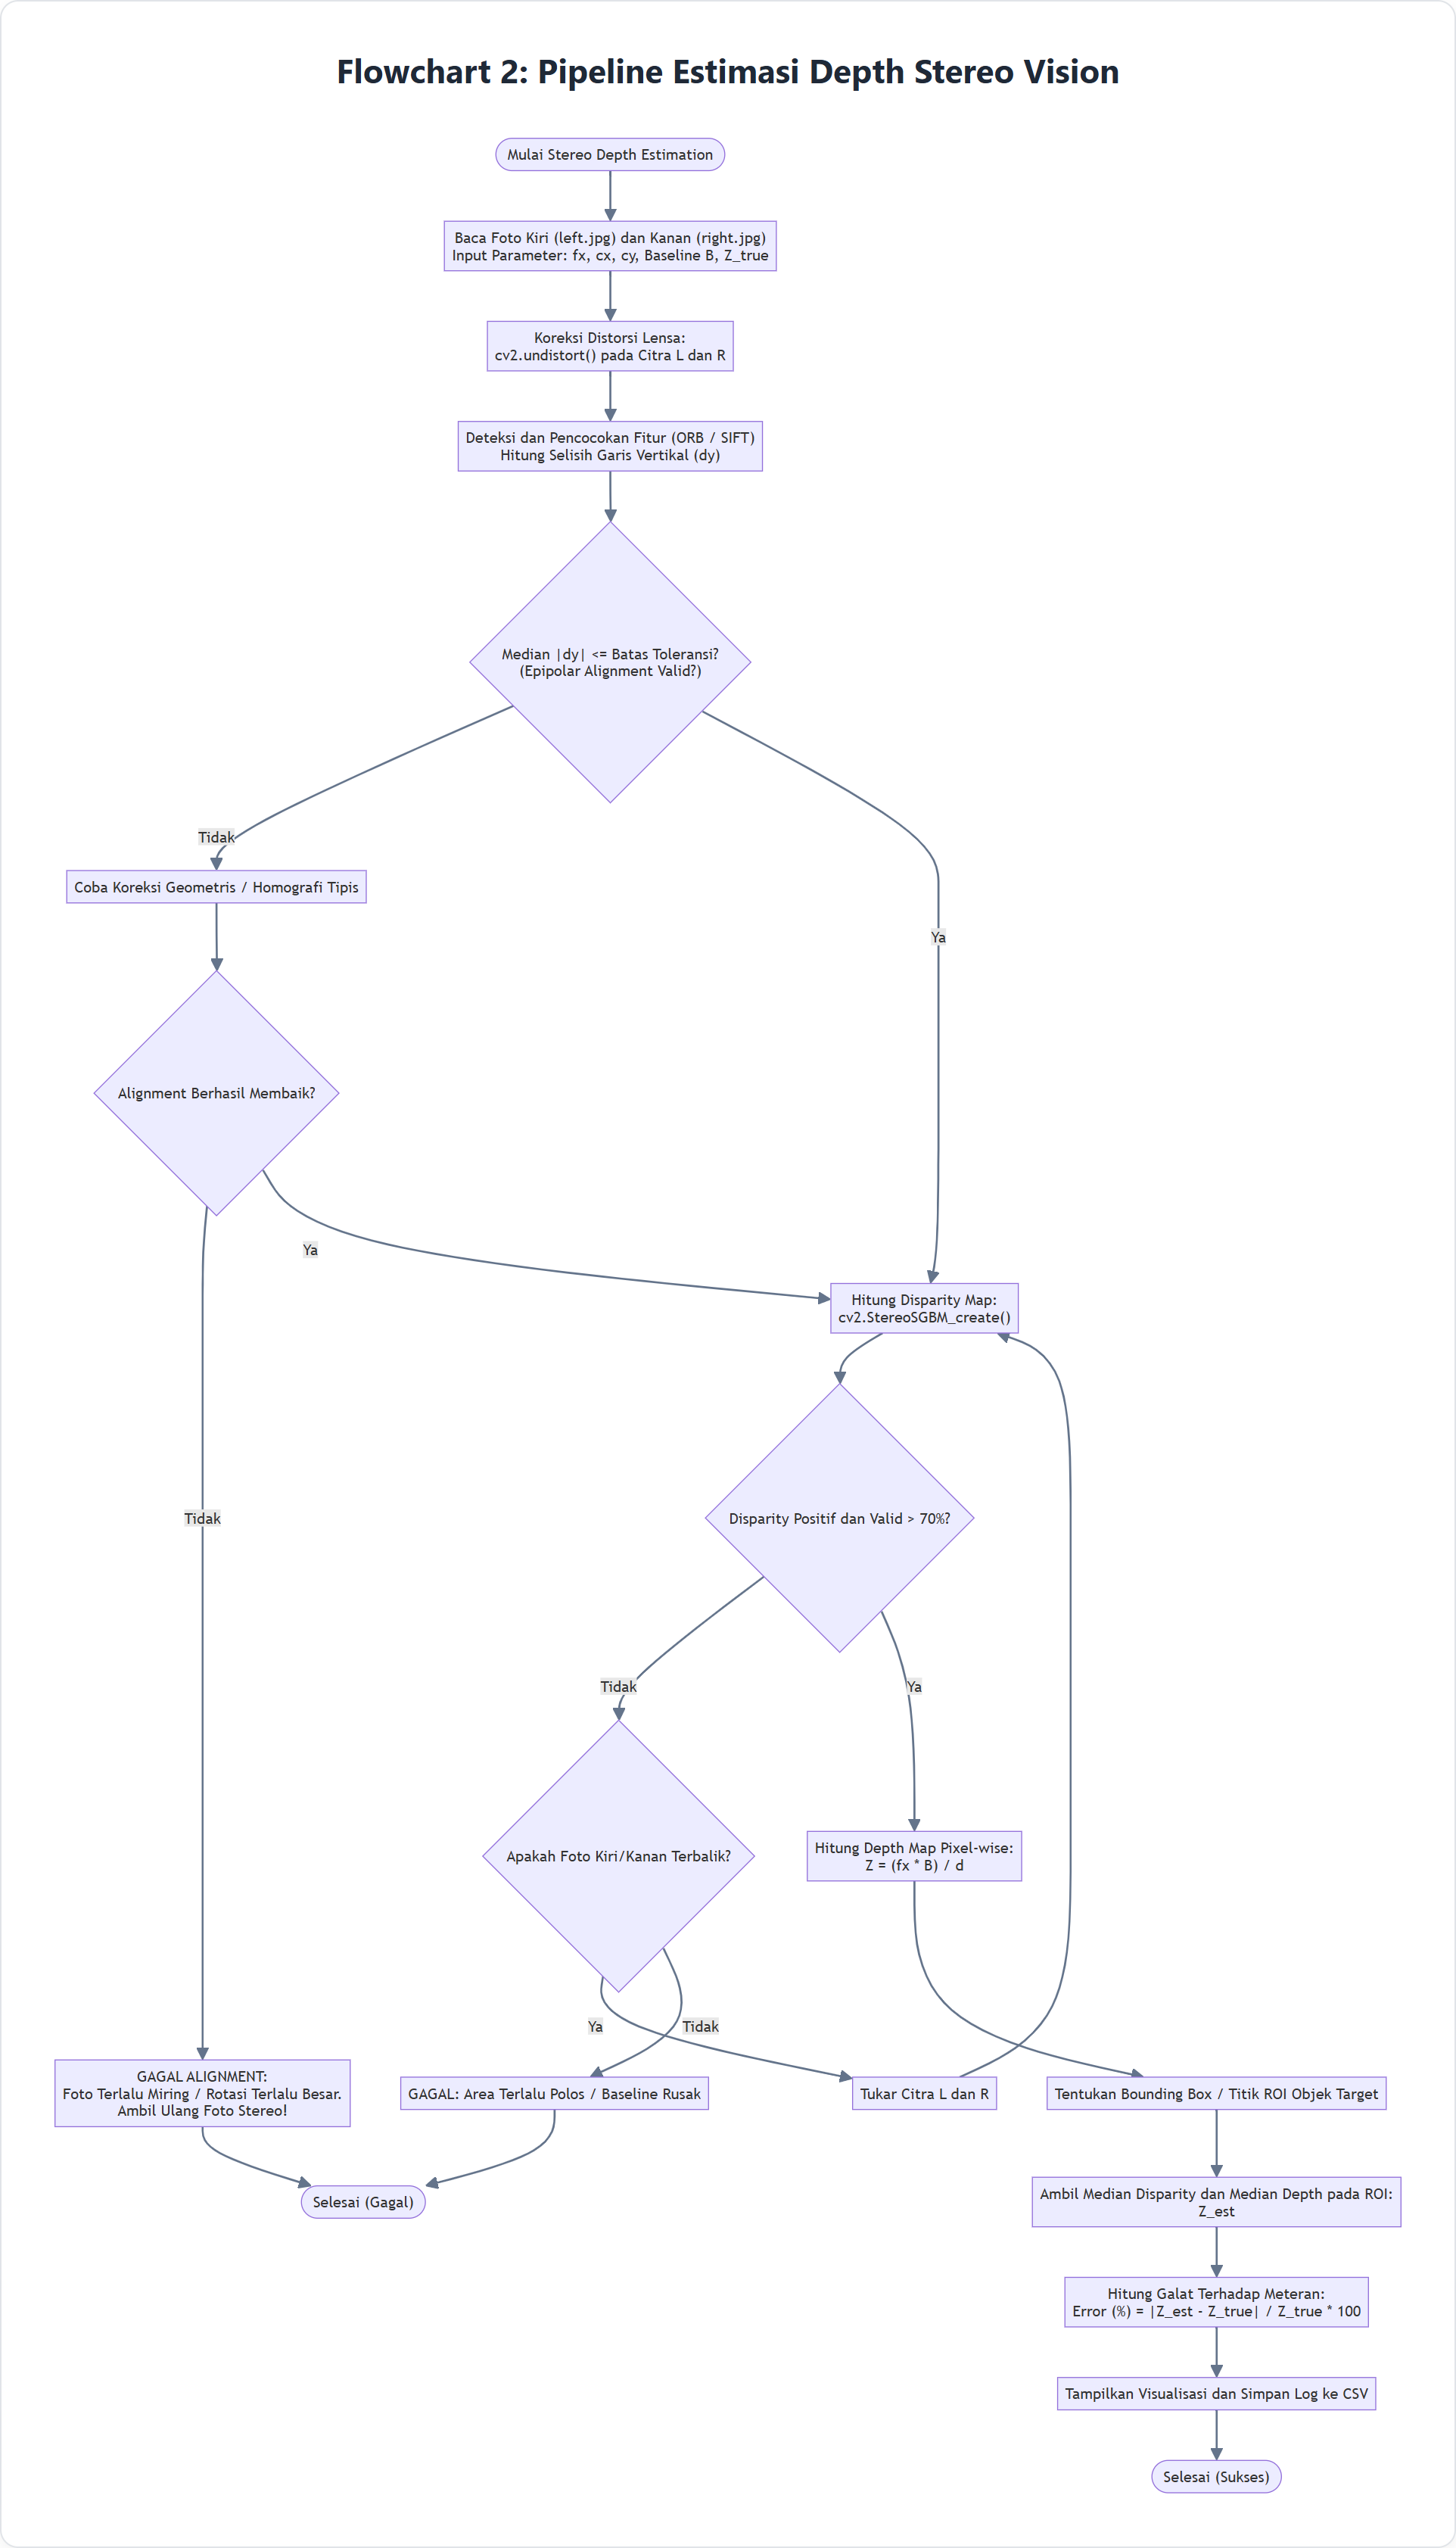 Flowchart 2: Pipeline Estimasi Depth Stereo Vision
Mulai Stereo Depth Estimation
Baca Foto Kiri (left.jpg) dan Kanan (right.jpg)
Input Parameter: fx, cx, cy, Baseline B, Z_true
Koreksi Distorsi Lensa:
cv2.undistort() pada Citra L dan R
Deteksi dan Pencocokan Fitur (ORB / SIFT)
Hitung Selisih Garis Vertikal (dy)
Median |dy| <= Batas Toleransi?
(Epipolar Alignment Valid?)
Tidak
Coba Koreksi Geometris / Homografi Tipis
Ya
Alignment Berhasil Membaik?
Ya
Hitung Disparity Map:
cv2.StereoSGBM_create()
Tidak
Disparity Positif dan Valid > 70%?
Tidak
Ya
Apakah Foto Kiri/Kanan Terbalik?
Hitung Depth Map Pixel-wise:
Z = (fx * B) / d
Ya
Tidak
GAGAL ALIGNMENT:
Foto Terlalu Miring / Rotasi Terlalu Besar.
Ambil Ulang Foto Stereo!
GAGAL: Area Terlalu Polos / Baseline Rusak
Tukar Citra L dan R
Tentukan Bounding Box / Titik ROI Objek Target
Selesai (Gagal)
Ambil Median Disparity dan Median Depth pada ROI:
Z_est
Hitung Galat Terhadap Meteran:
Error (%) = |Z_est - Z_true| / Z_true * 100
Tampilkan Visualisasi dan Simpan Log ke CSV
Selesai (Sukses)